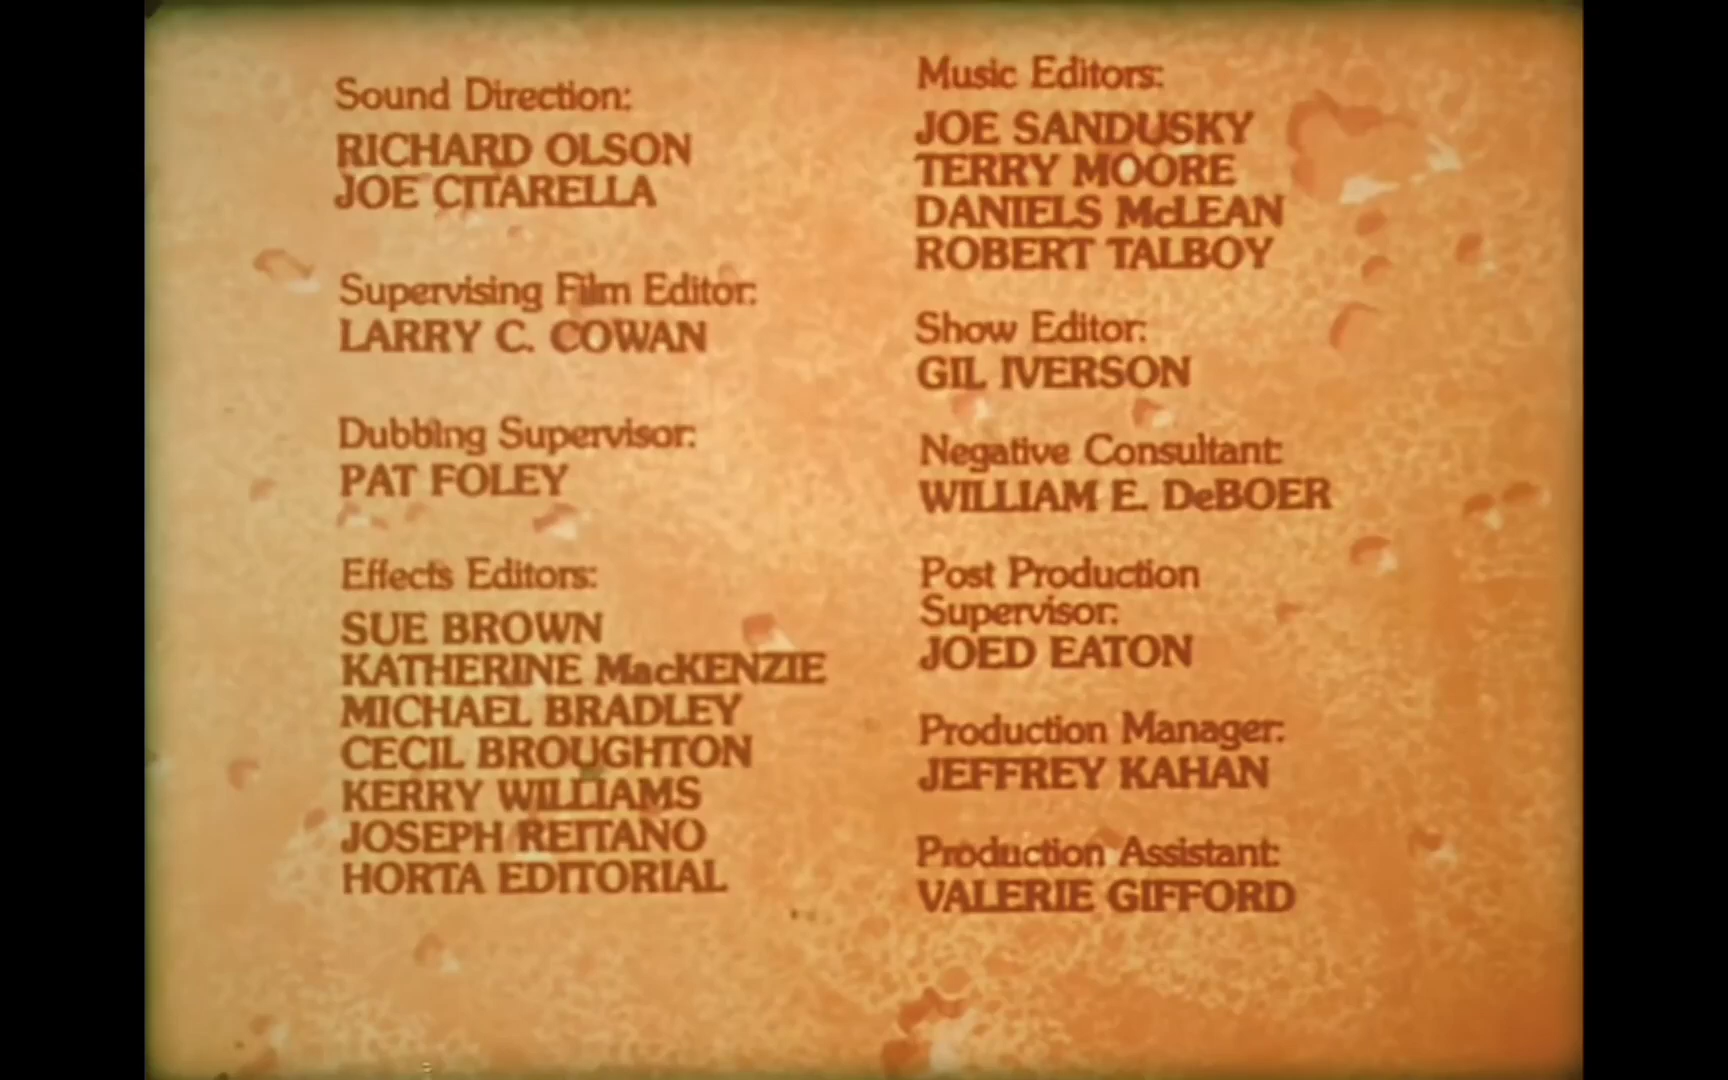 Sound Direction:
RICHARD OLSON
JOE CITARELLA
Supervising Film Editor:
LARRY C. COWAN
Dubbing Supervisor:
PAT FOLEY
Effects Editors:
SUE BROWN
KATHERINE MacKENZIE
MICHAEL BRADLEY
CECIL BROUGHTON
KERRY WILLIAMS
JOSEPH REITANO
HORTA EDITORIAL
Music Editors:
JOE SANDUSKY
TERRY MOORE
DANIELS McLEAN
ROBERT TALBOY
Show Editor:
GIL IVERSON
Negative Consultant:
WILLIAM E. DeBOER
Post Production
Supervisor:
JOED EATON
Production Manager:
JEFFREY KAHAN
Production Assistant:
VALERIE GIFFORD